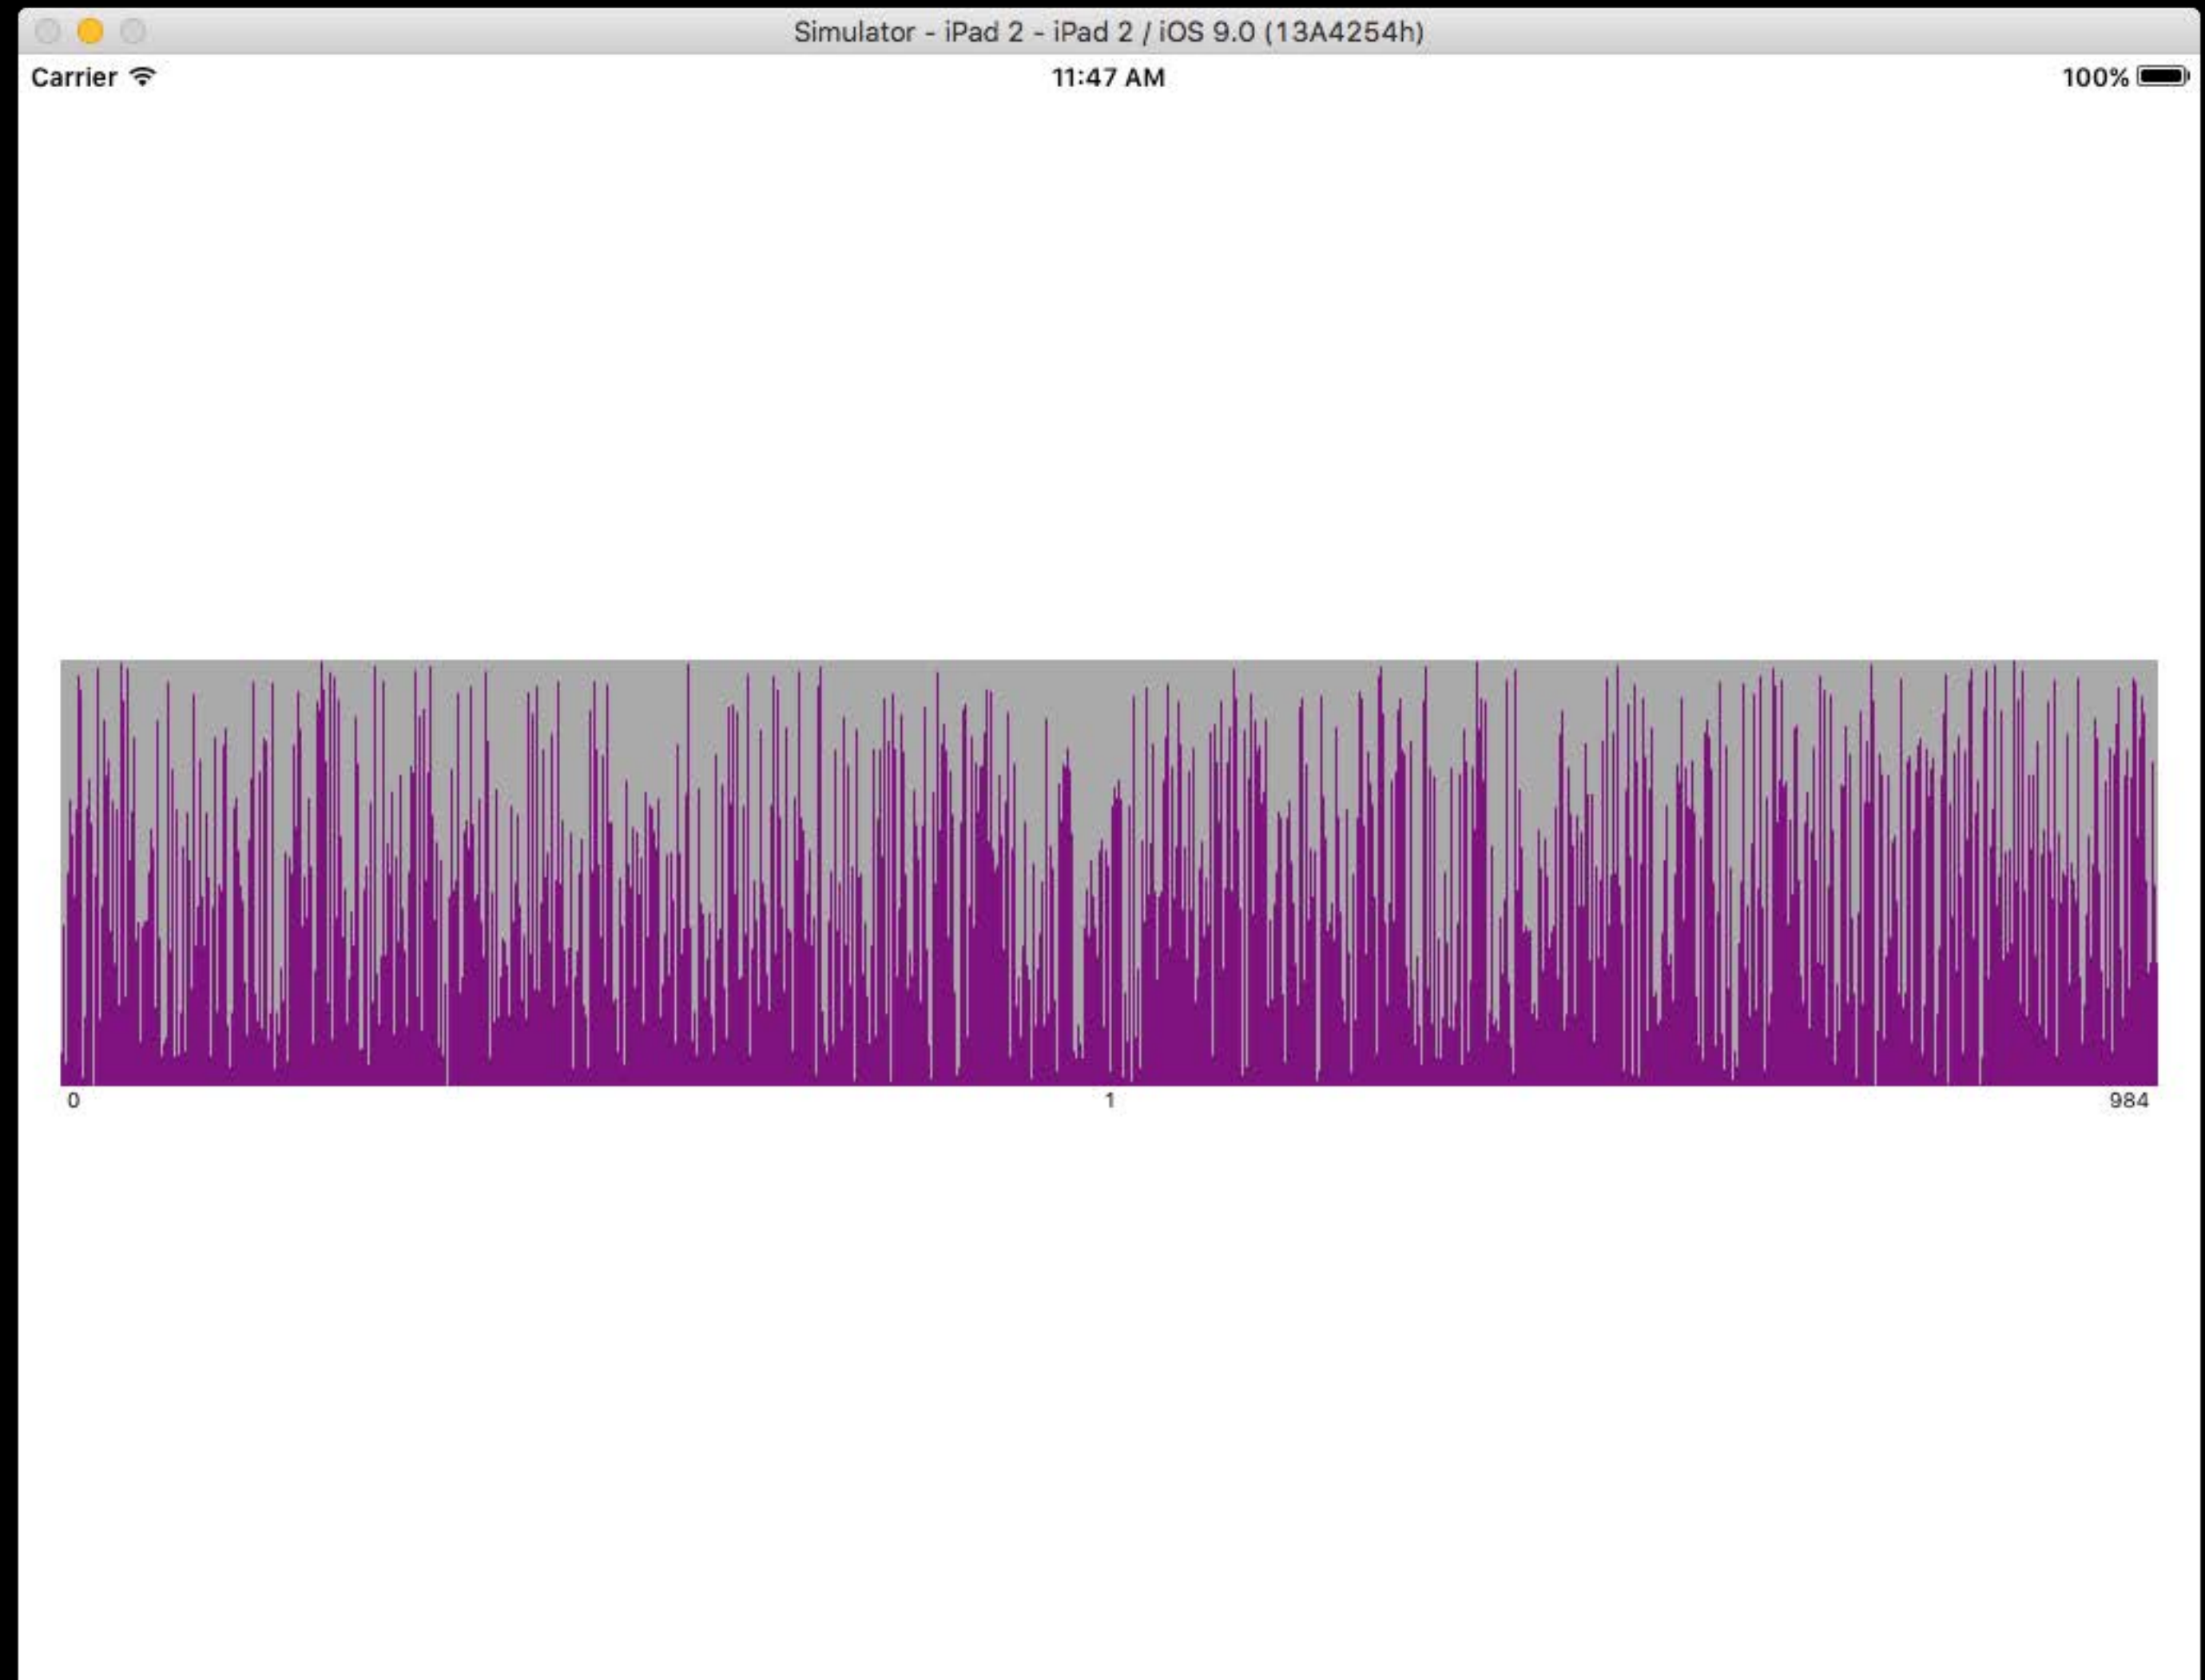 Simulator - iPad 2 - iPad 2 / iOS 9.0 (13A4254h)
Carrier 11:47 AM 100%
0 1 984